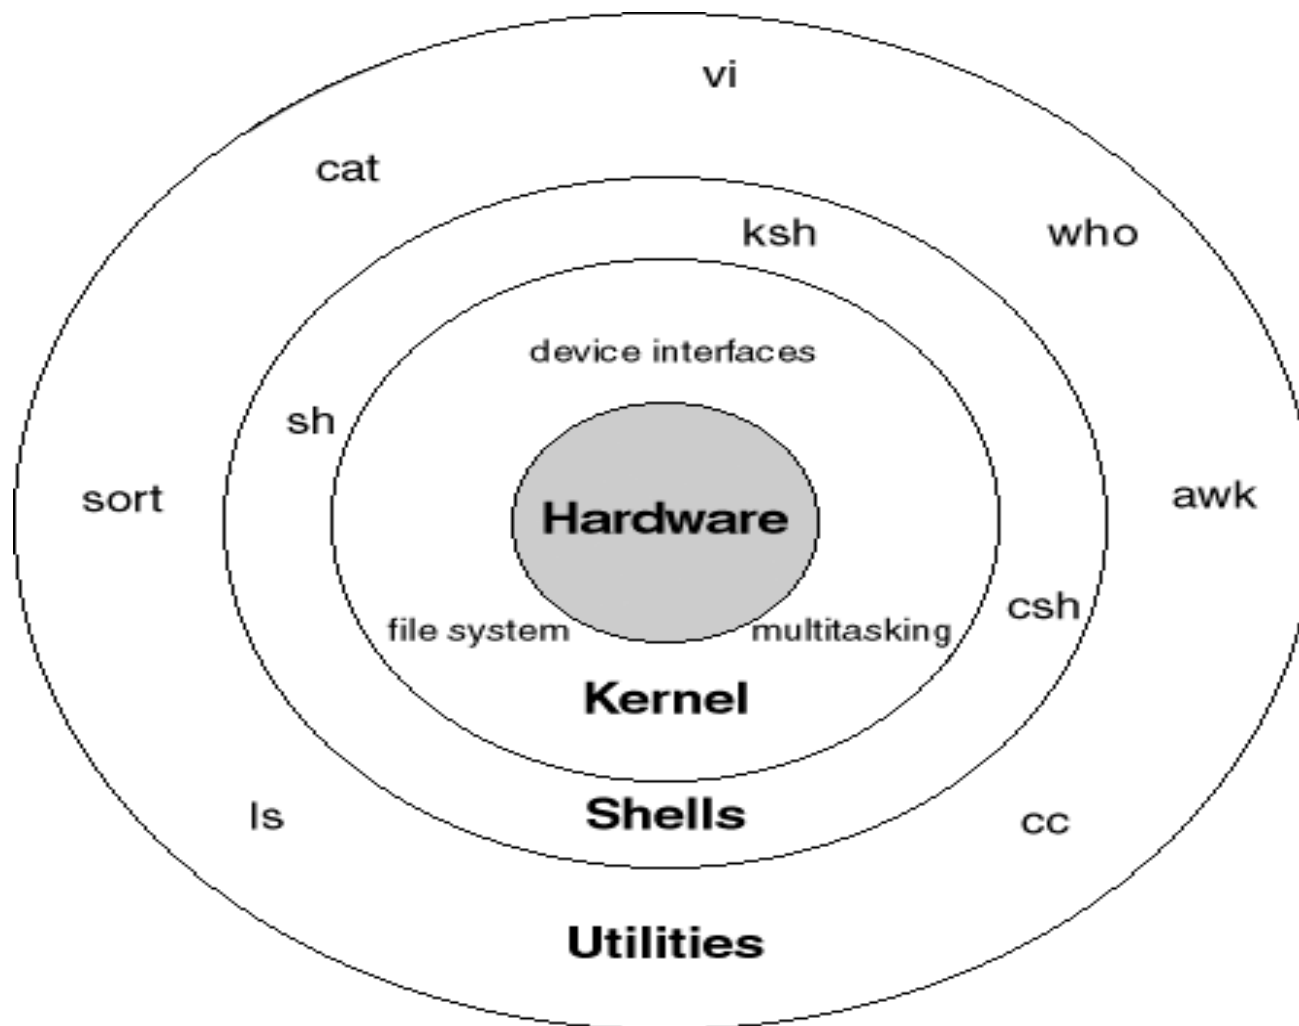 vi
cat
ksh
who
device interfaces
sh
sort
Hardware
awk
csh
file system
multitasking
Kernel
ls
Shells
cc
Utilities